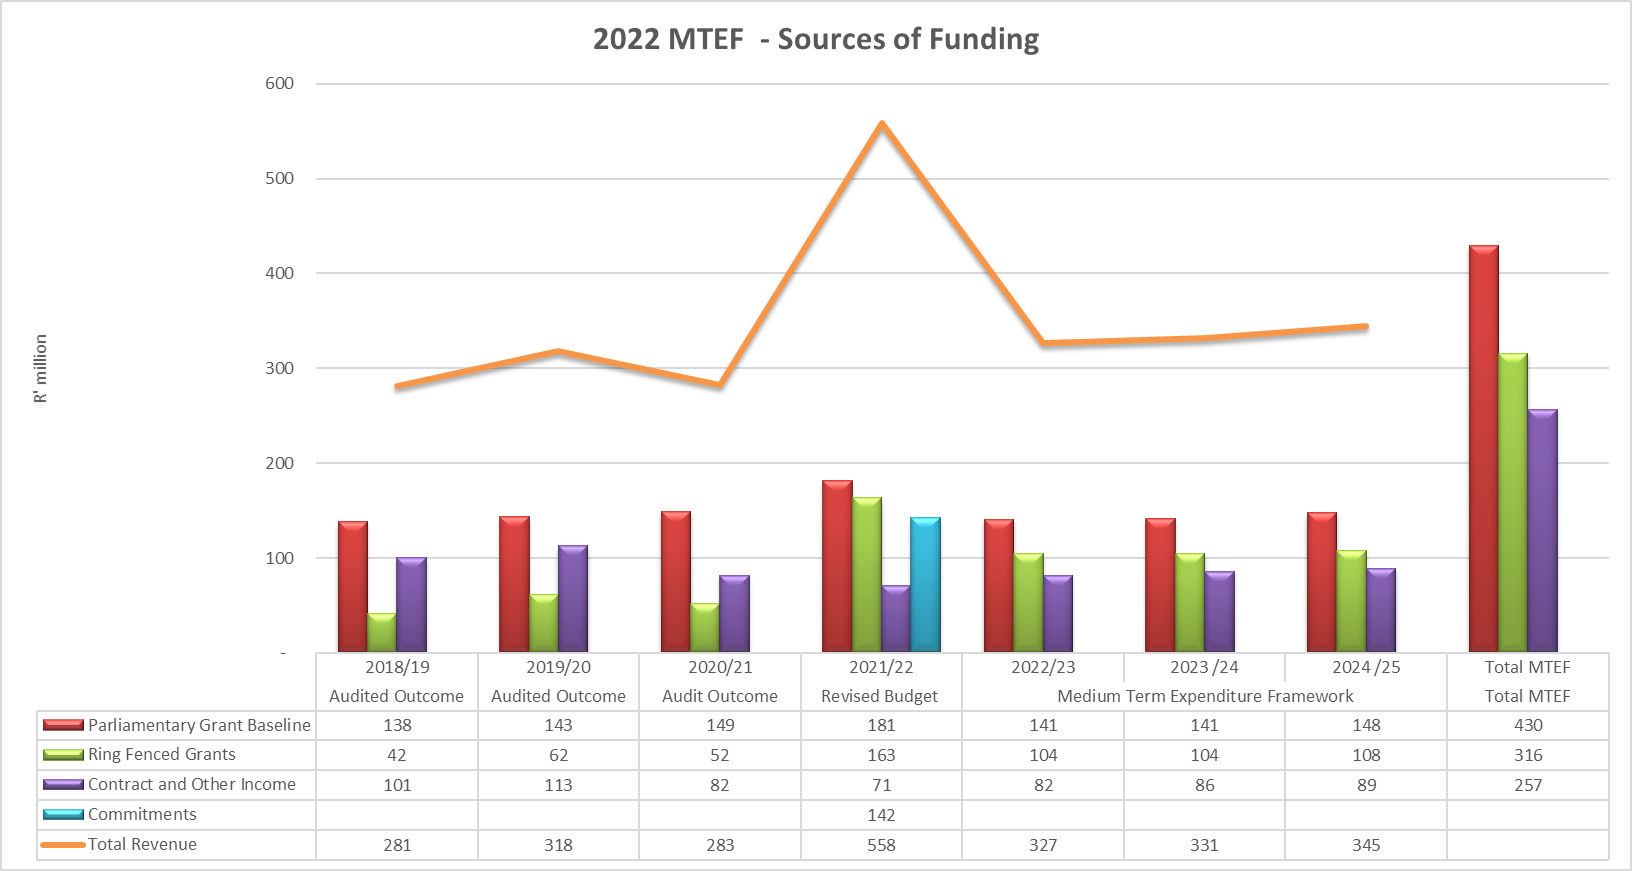 2022 MTEF - Sources of Funding
600
500
400
300
200
100
-
R' million
2018/19 2019/20 2020/21 2021/22 2022/23 2023 /24 2024 /25 Total MTEF
Audited Outcome Audited Outcome Audit Outcome Revised Budget Medium Term Expenditure Framework Total MTEF
Parliamentary Grant Baseline 138 143 149 181 141 141 148 430
Ring Fenced Grants 42 62 52 163 104 104 108 316
Contract and Other Income 101 113 82 71 82 86 89 257
Commitments 142
Total Revenue 281 318 283 558 327 331 345